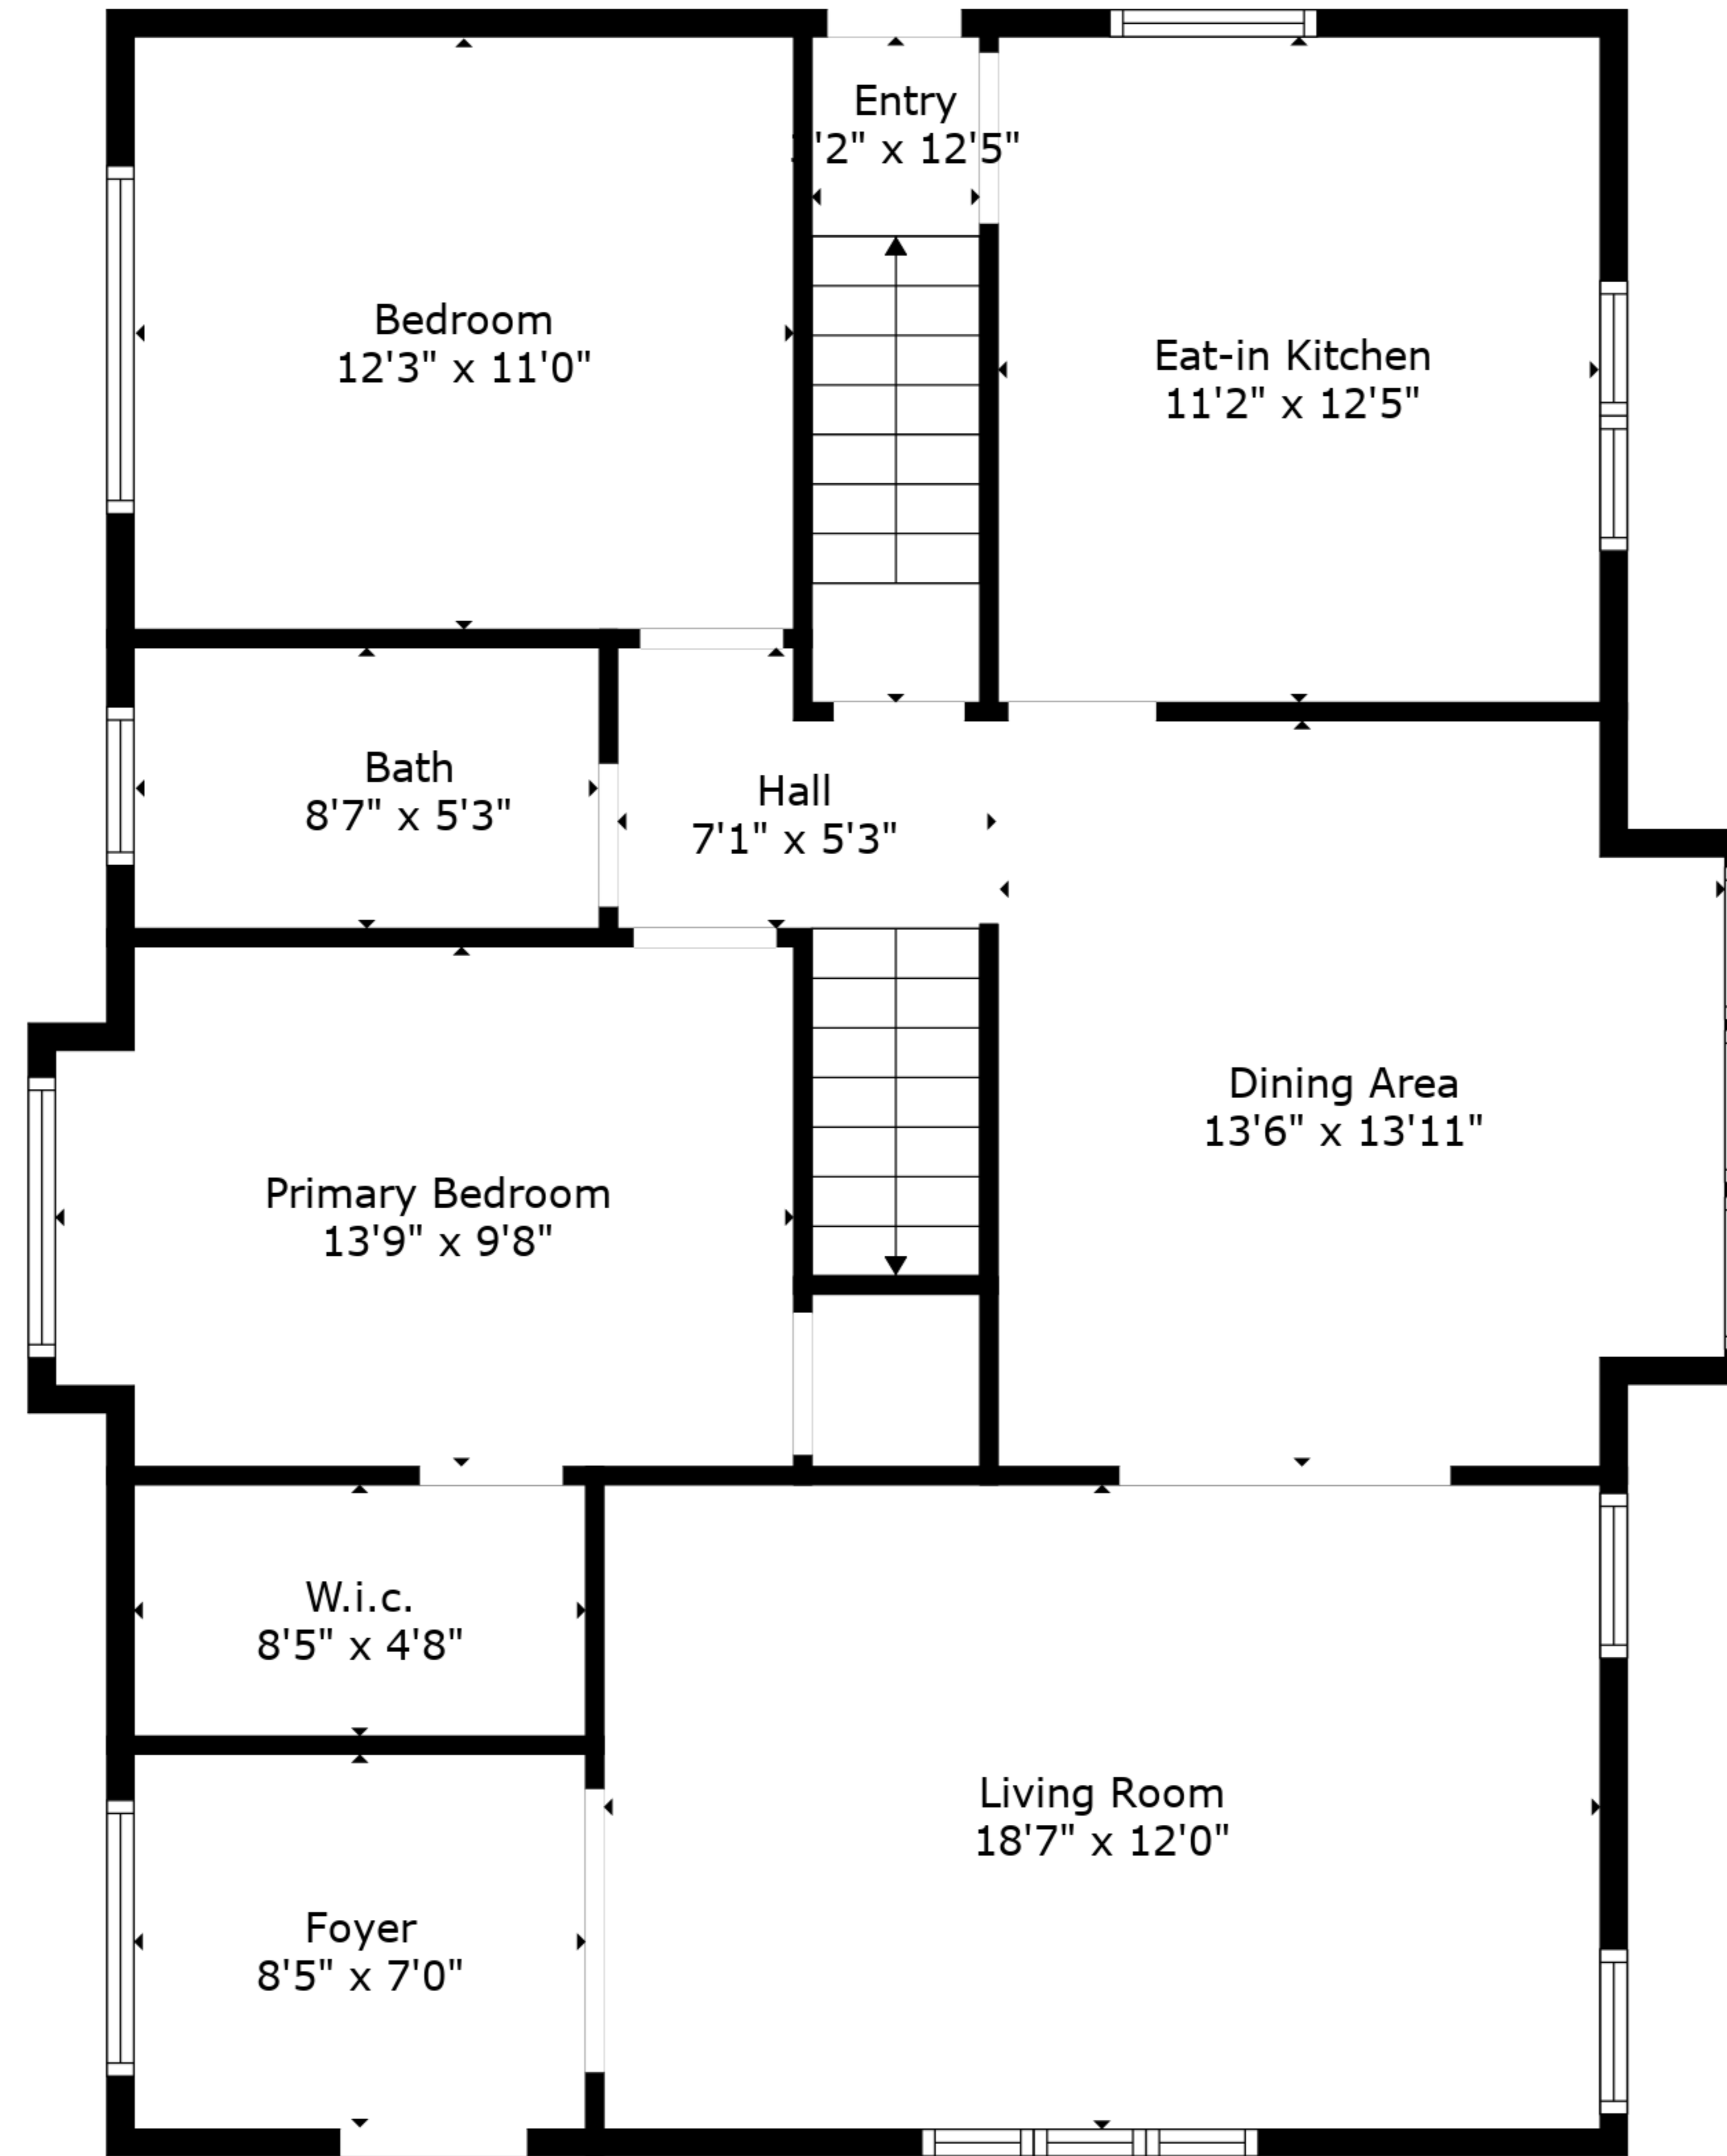 Entry
'2" x 12'5"
Bedroom
12'3" x 11'0"
Eat-in Kitchen
11'2" x 12'5"
Bath
8'7" x 5'3"
Hall
7'1" x 5'3"
Dining Area
13'6" x 13'11"
Primary Bedroom
13'9" x 9'8"
W.i.c.
8'5" x 4'8"
Living Room
18'7" x 12'0"
Foyer
8'5" x 7'0"